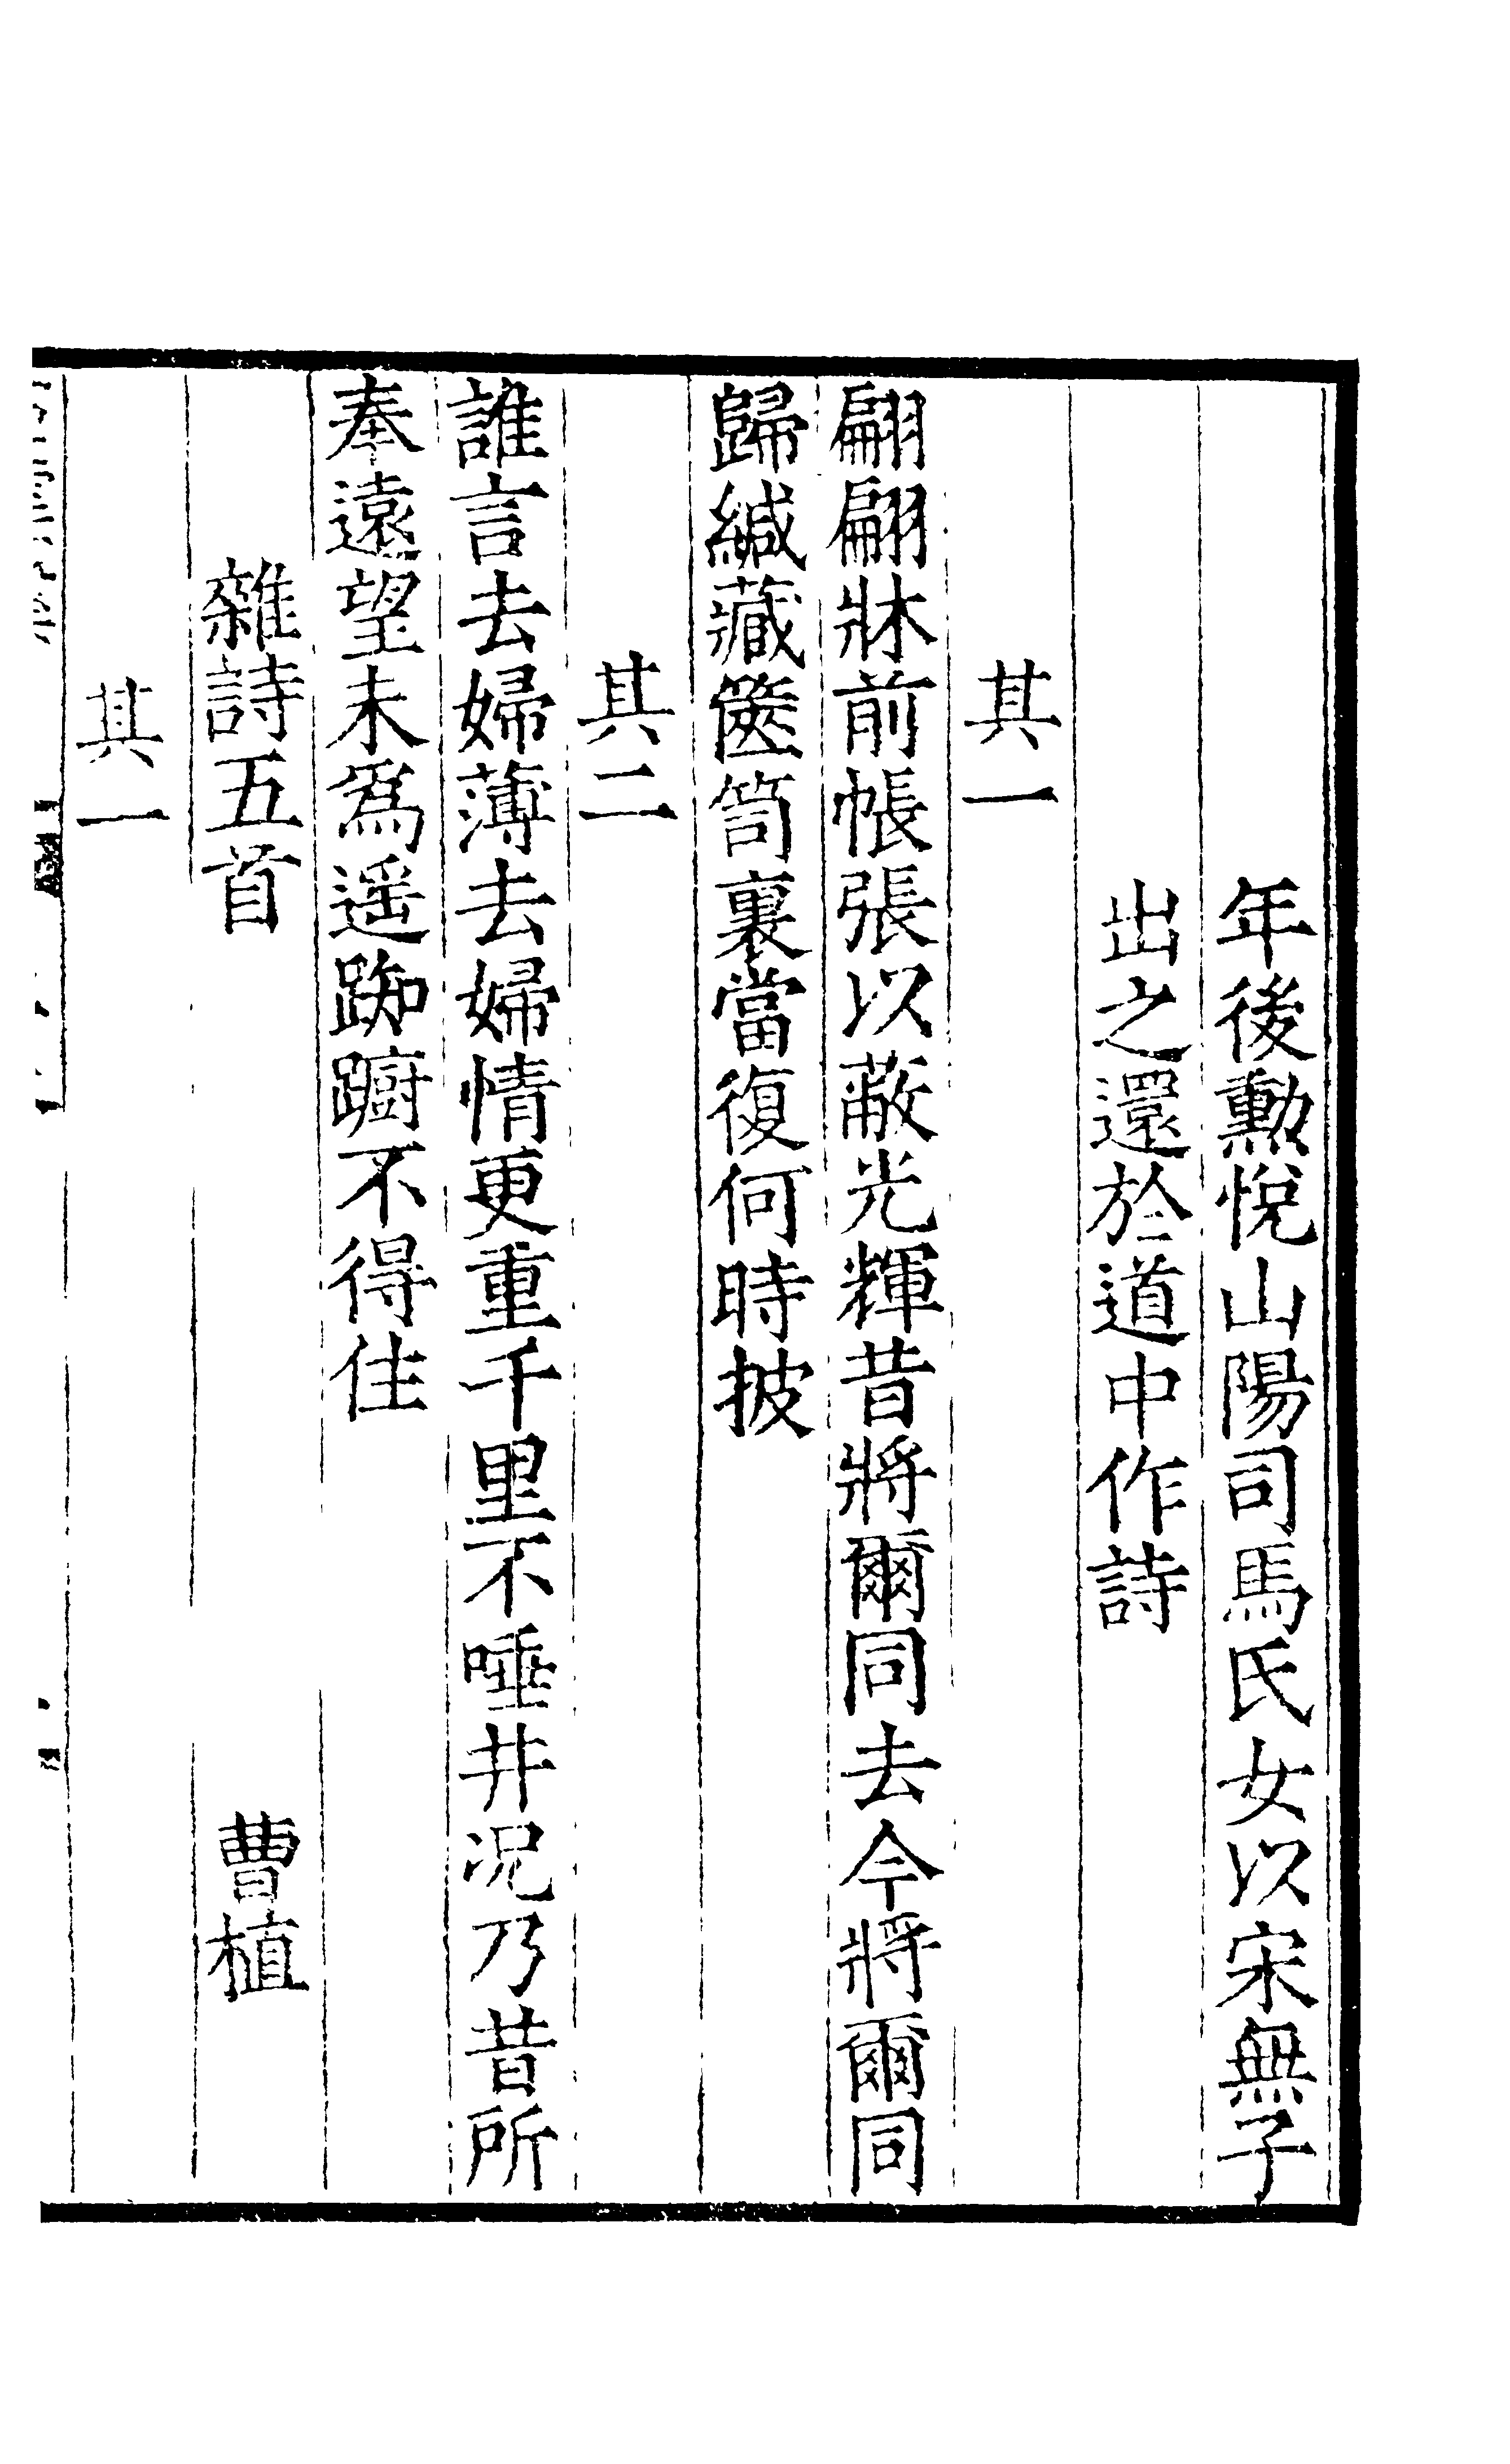 年後勲悅山陽司馬氏女以宋無子
出之還於道中作詩
其一
翩翩牀前帳張以蔽光輝昔將爾同去今將爾同
歸緘藏篋笥裏當復何時披
其二
誰言去婦薄去婦情更重千里不唾井况乃昔所
奉遠望未爲遥踟躕不得住
雜詩五首 曹植
其一